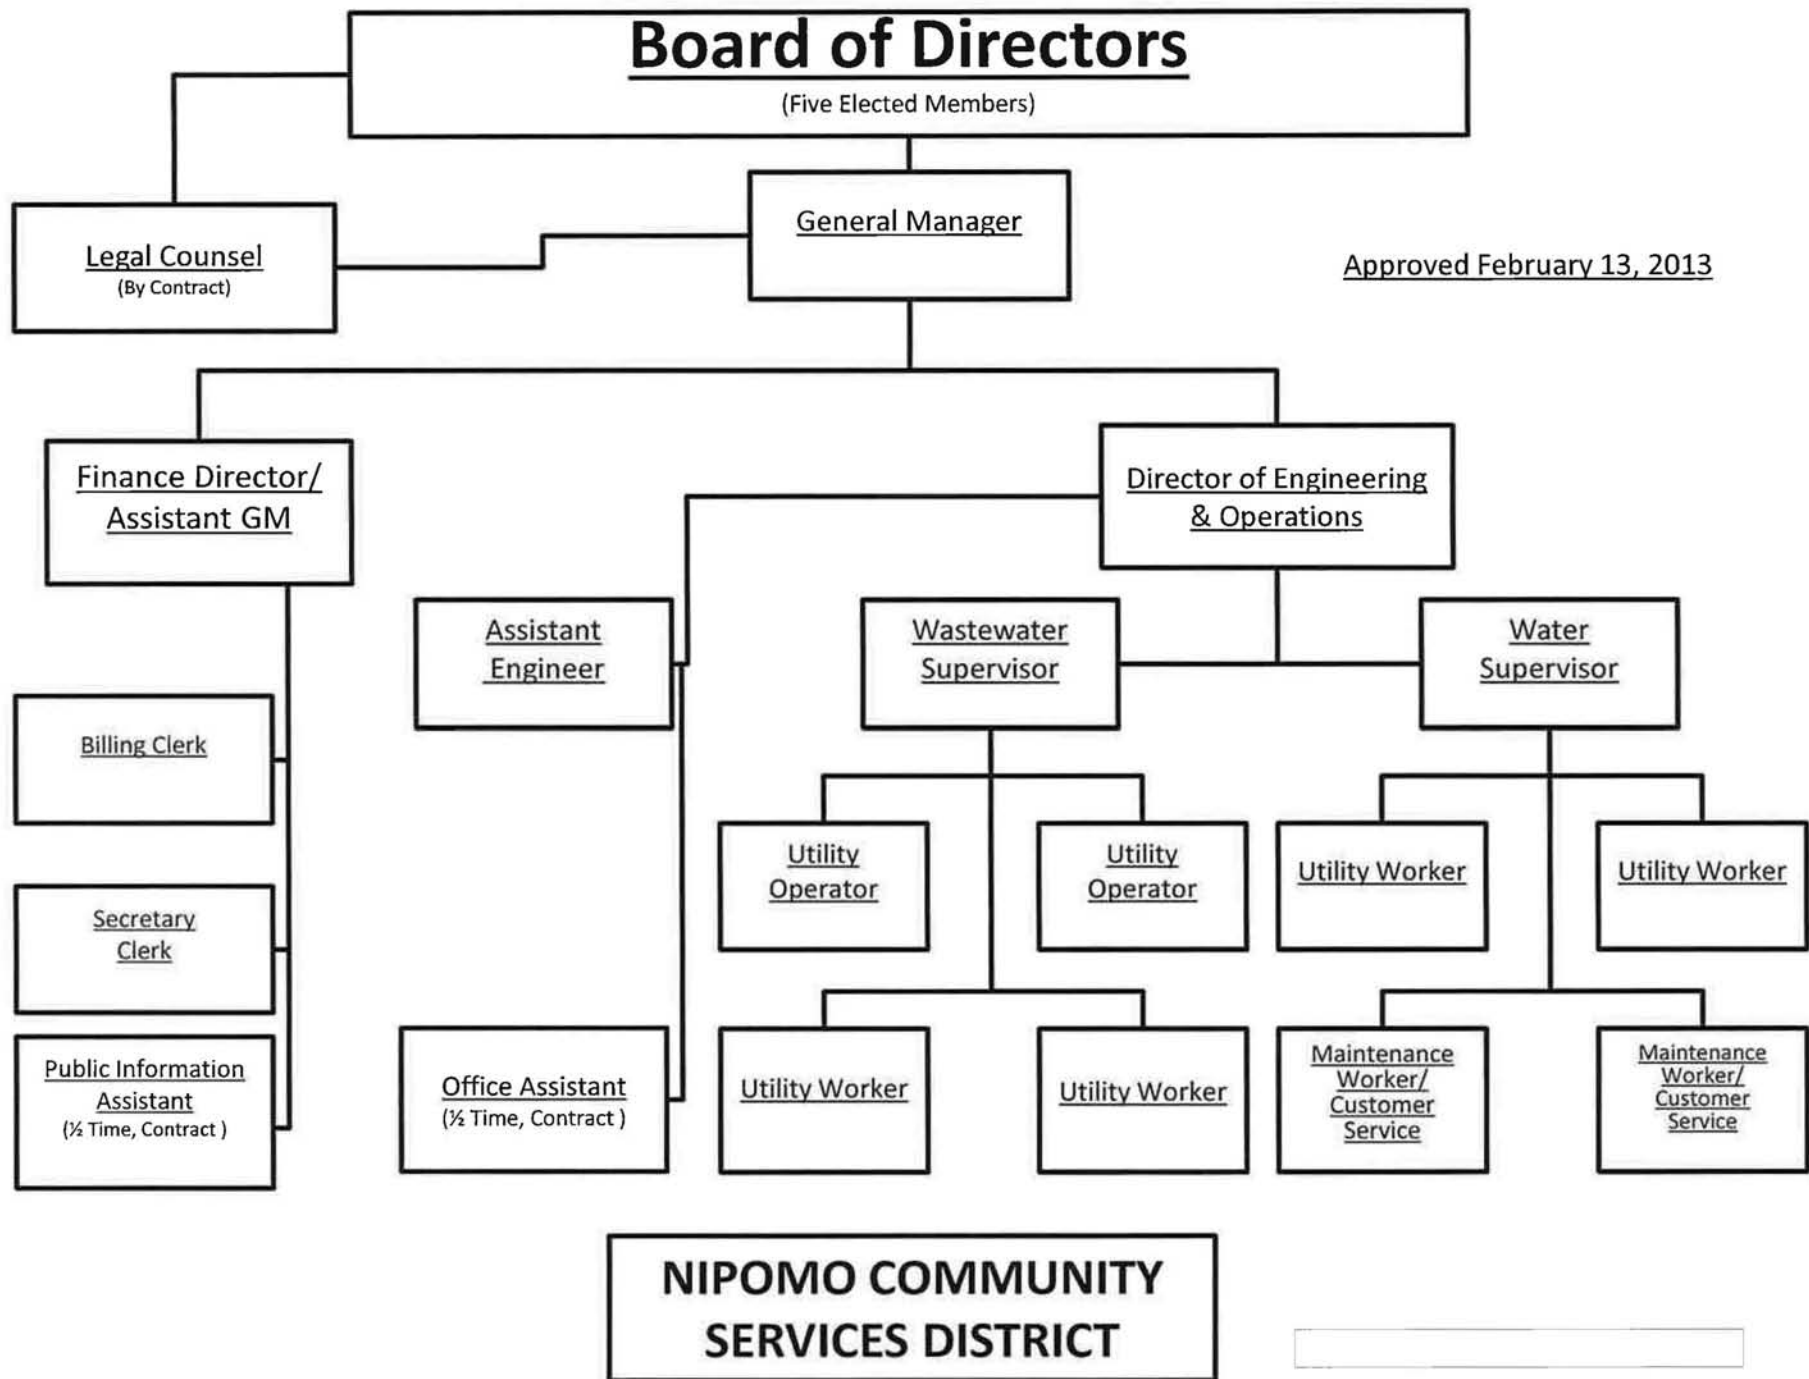 Board of Directors
(Five Elected Members)
General Manager
Legal Counsel
(By Contract)
Approved February 13, 2013
Finance Director/
Assistant GM
Director of Engineering
& Operations
Assistant
Engineer
Wastewater
Supervisor
Water
Supervisor
Billing Clerk
Utility
Operator
Utility
Operator
Utility Worker
Utility Worker
Secretary
Clerk
Public Information
Assistant
(½ Time, Contract )
Office Assistant
(½ Time, Contract )
Utility Worker
Utility Worker
Maintenance
Worker/
Customer
Service
Maintenance
Worker/
Customer
Service
NIPOMO COMMUNITY
SERVICES DISTRICT